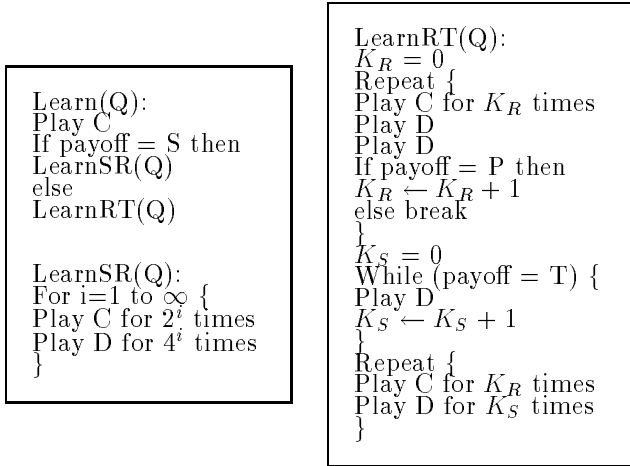 Learn(Q):
Play C
If payoff = S then
LearnSR(Q)
else
LearnRT(Q)
LearnSR(Q):
For i=1 to ∞ {
Play C for 2^i times
Play D for 4^i times
}
LearnRT(Q):
K_R = 0
Repeat {
Play C for K_R times
Play D
Play D
If payoff = P then
K_R ← K_R + 1
else break
}
K_S = 0
While (payoff = T) {
Play D
K_S ← K_S + 1
}
Repeat {
Play C for K_R times
Play D for K_S times
}